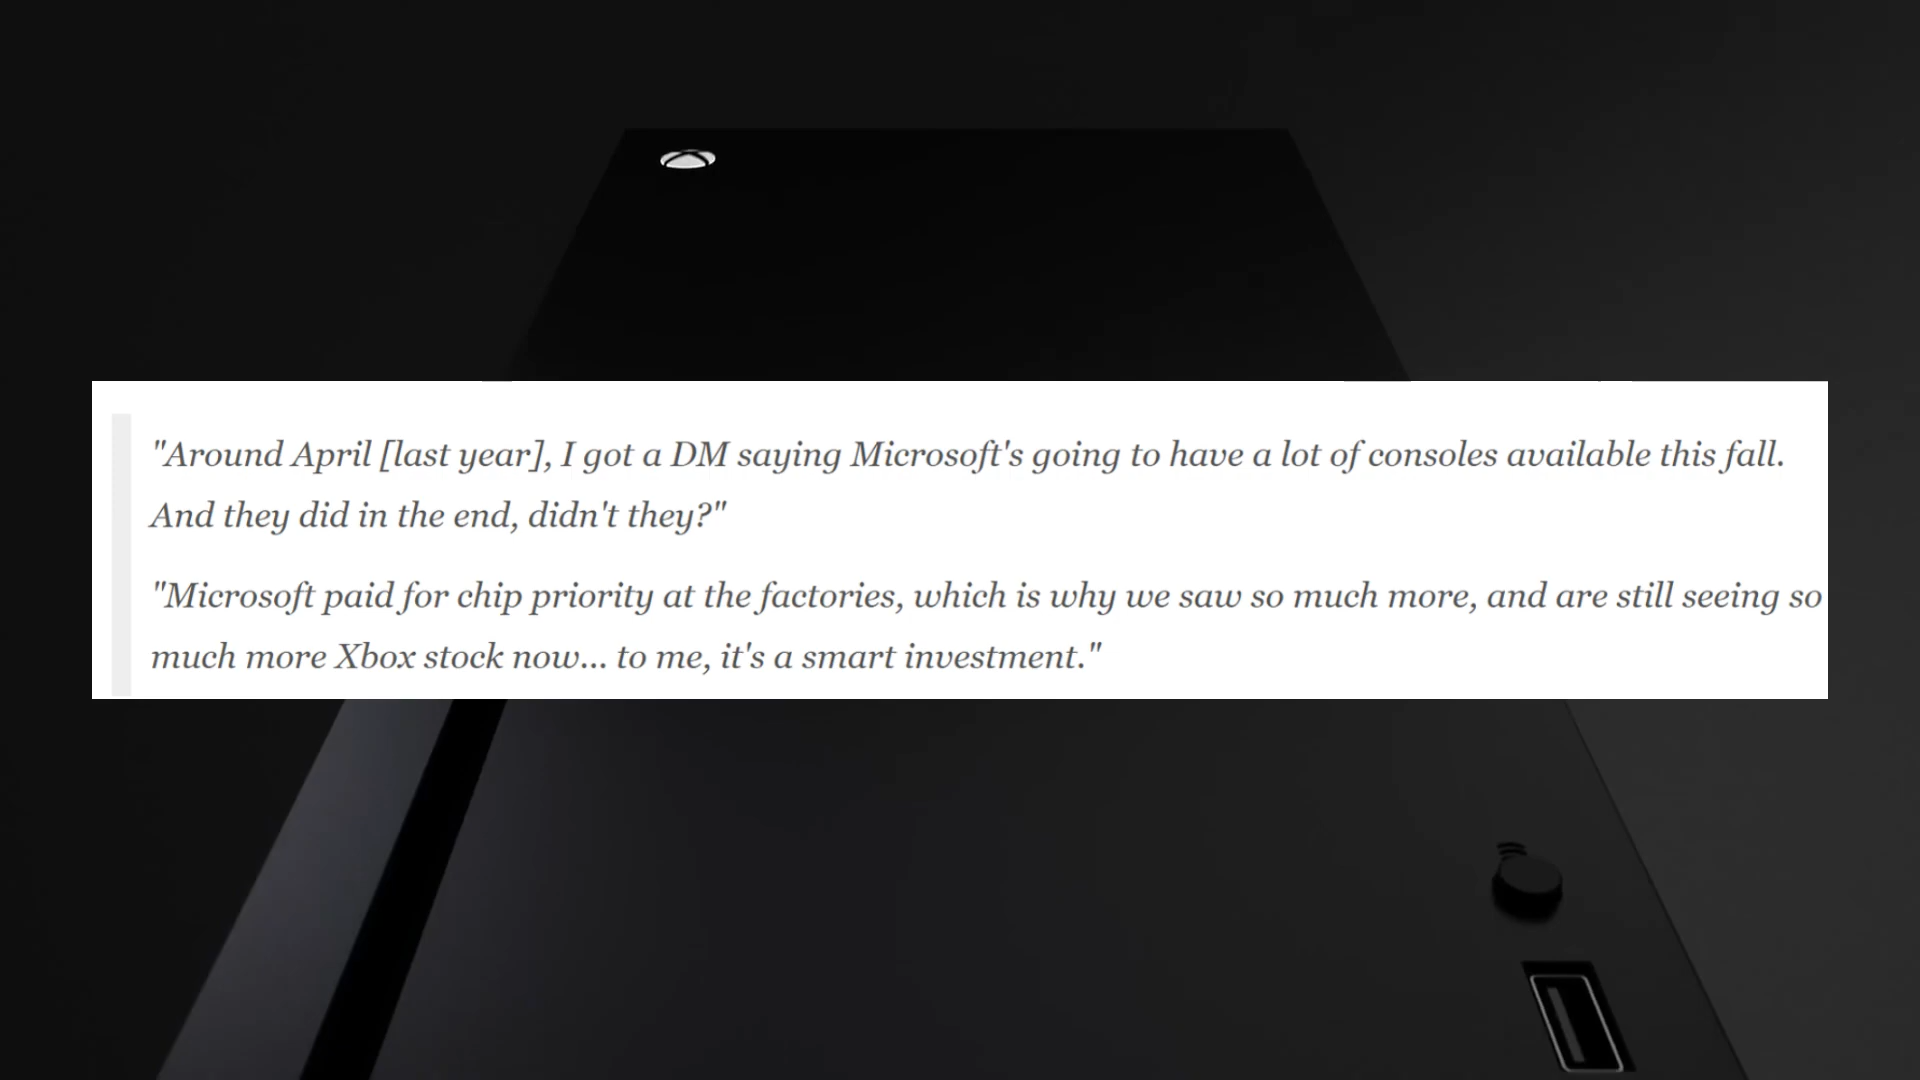 "Around April [last year], I got a DM saying Microsoft's going to have a lot of consoles available this fall.
And they did in the end, didn't they?"
"Microsoft paid for chip priority at the factories, which is why we saw so much more, and are still seeing so
much more Xbox stock now... to me, it's a smart investment."